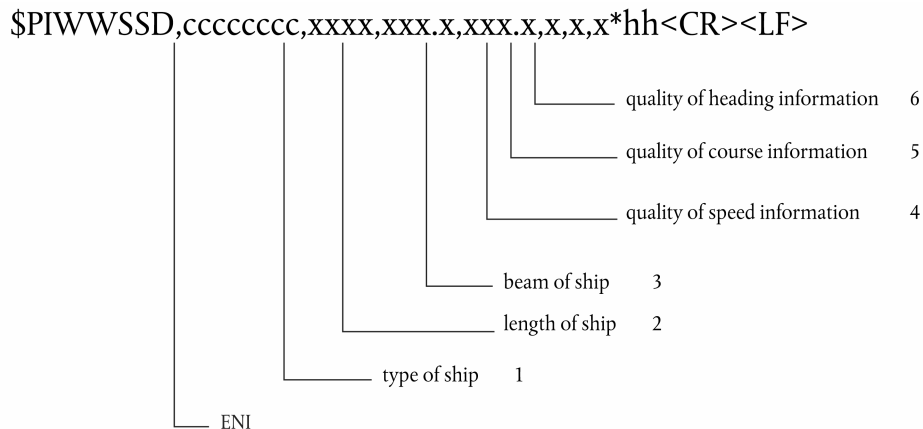 $PIWWSSD,cccccccc,xxxx,xxx.x,xxx.x,x,x,x,x*hh<CR><LF>
quality of heading information 6
quality of course information 5
quality of speed information 4
beam of ship 3
length of ship 2
type of ship 1
ENI